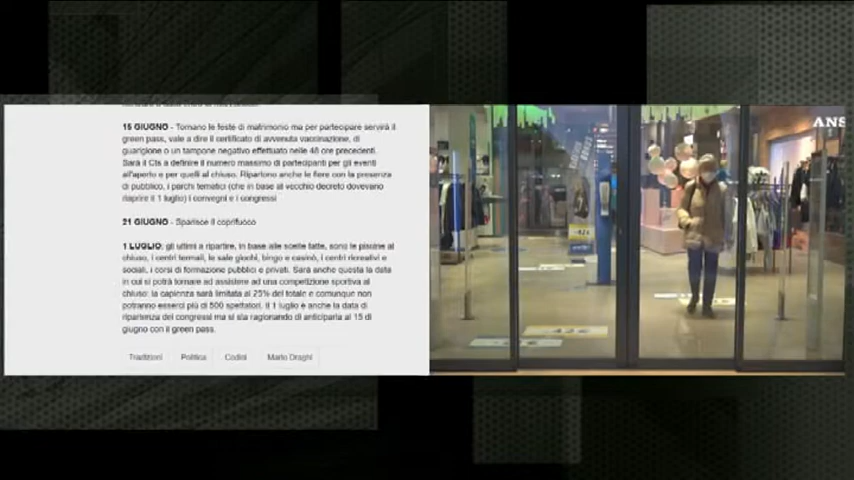 15 GIUGNO - Tornano le feste di matrimonio ma per partecipare servirà il
green pass, vale a dire il certificato di avvenuta vaccinazione, di
guarigione o un tampone negativo effettuato nelle 48 ore precedenti.
Sarà il Cts a definire il numero massimo di partecipanti per gli eventi
all'aperto e per quelli al chiuso. Ripartono anche le fiere con la presenza
di pubblico, i parchi tematici (che in base al vecchio decreto dovevano
riaprire il 1 luglio) i convegni e i congressi
21 GIUGNO - Sparisce il coprifuoco
1 LUGLIO: gli ultimi a ripartire, in base alle scelte fatte, sono le piscine al
chiuso, i centri termali, le sale giochi, bingo e casinò, i centri ricreativi e
sociali, i corsi di formazione pubblici e privati. Sarà anche questa la data
in cui si potrà tornare ad assistere ad una competizione sportiva al
chiuso: la capienza sarà limitata al 25% del totale e comunque non
potranno esserci più di 500 spettatori. Il 1 luglio è anche la data di
ripartenza dei congressi ma si sta ragionando di anticiparla al 15 di
giugno con il green pass.
Tradizioni Politica Codini Mario Draghi
ANS